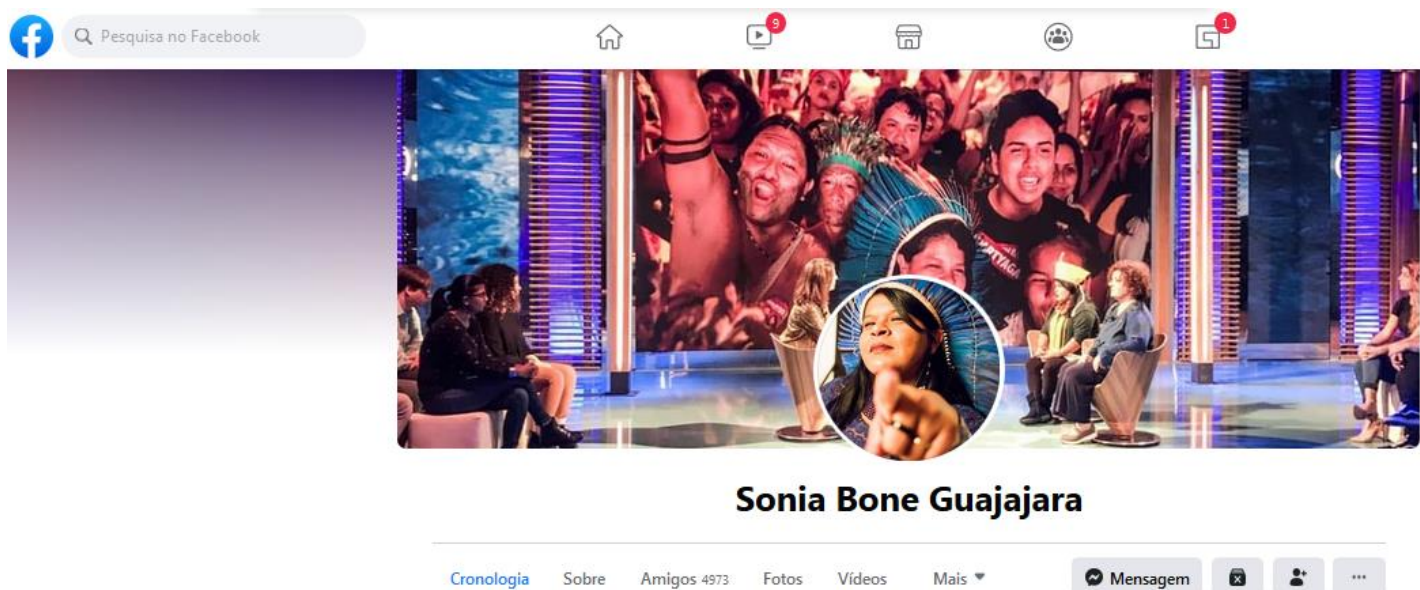 Pesquisa no Facebook
9
1
Sonia Bone Guajajara
Cronologia Sobre Amigos 4973 Fotos Vídeos Mais Mensagem